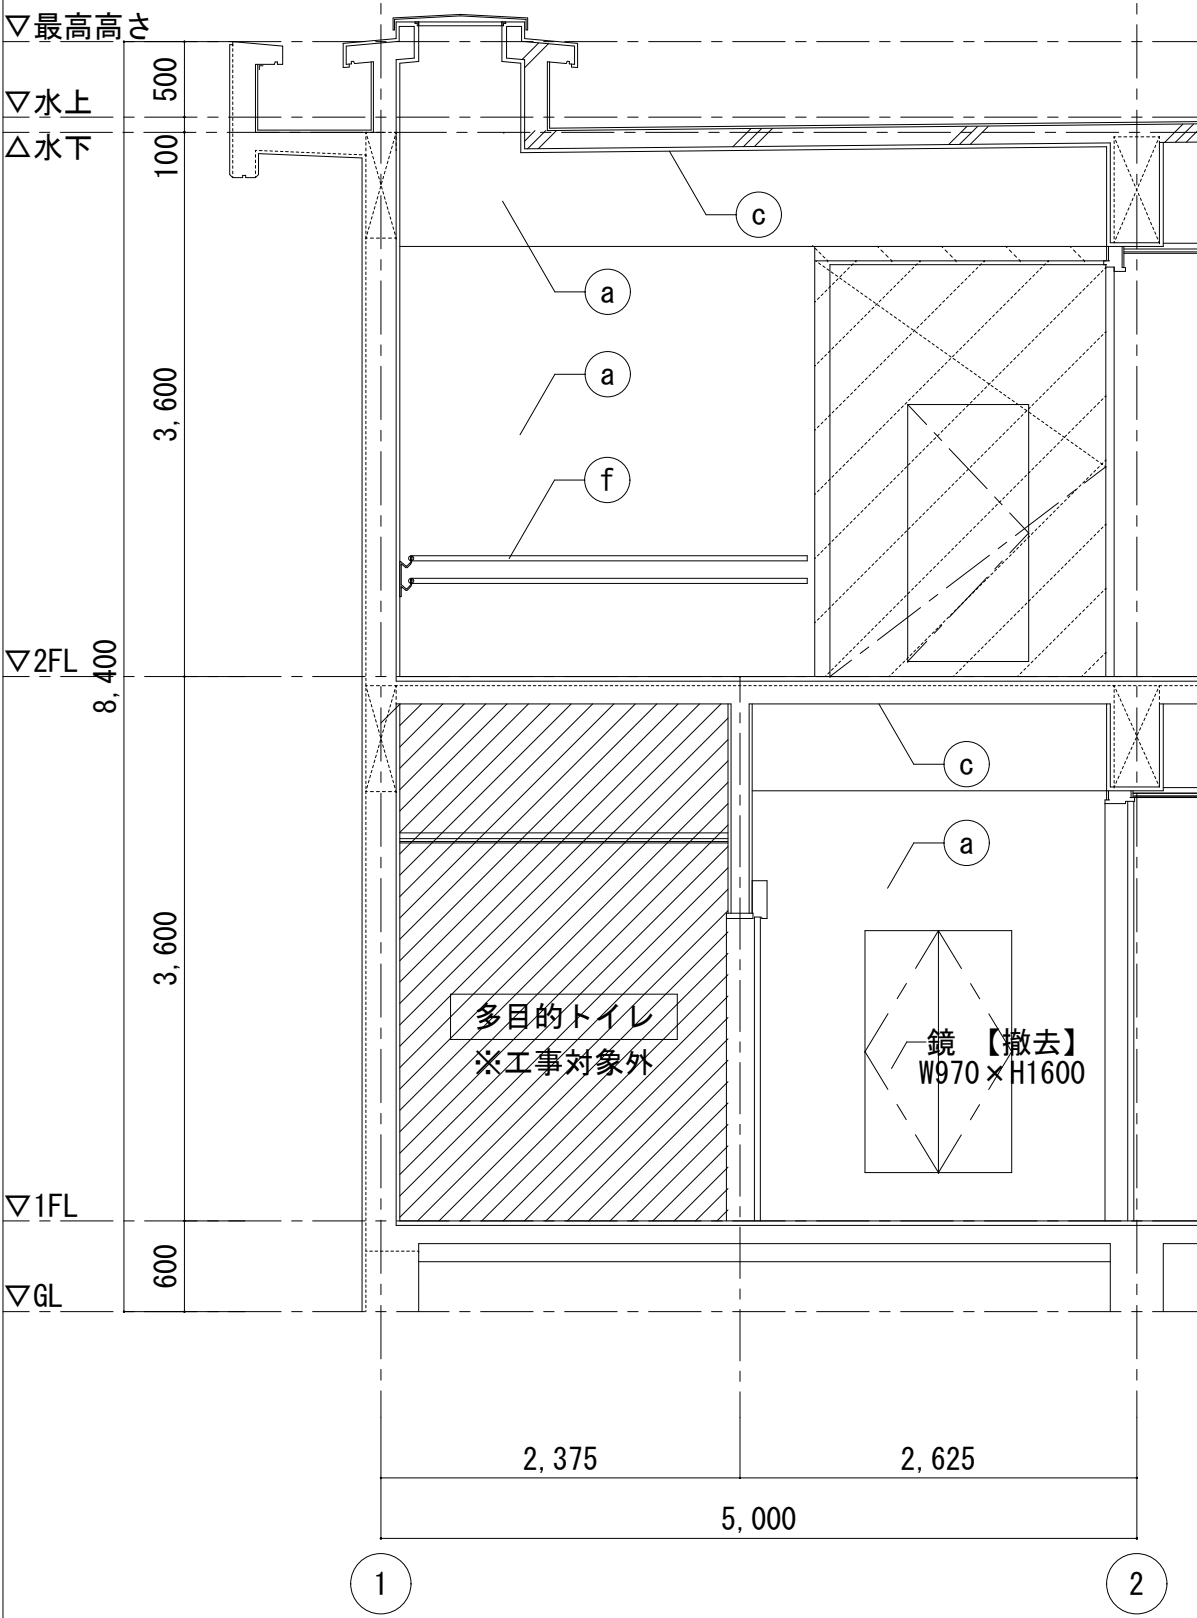 ▽最高高さ
500
▽水上
△水下
100
c
a
3,600
a
f
▽2FL
8,400
c
a
3,600
多目的トイレ
※工事対象外
鏡 【撤去】
W970×H1600
▽1FL
600
▽GL
2,375
2,625
5,000
1
2